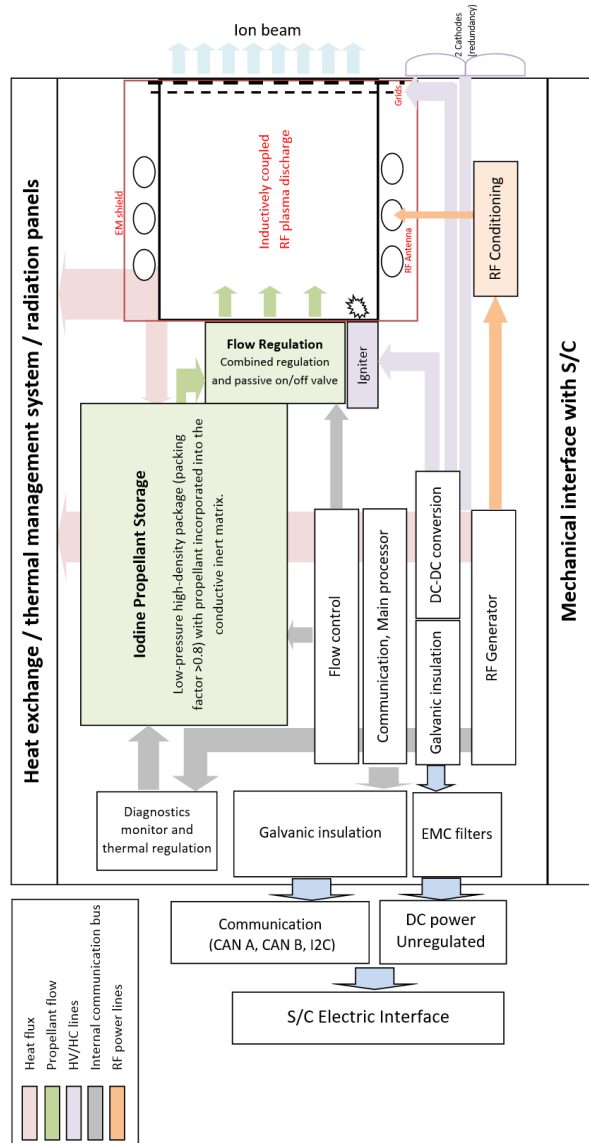 Ion beam
2 Cathodes
(redundancy)
Heat exchange / thermal management system / radiation panels
EM shield
Inductively coupled
RF plasma discharge
Grids
RF Antenna
RF Conditioning
Flow Regulation
Combined regulation
and passive on/off valve
Igniter
Iodine Propellant Storage
Low-pressure high-density package (packing
factor >0.8) with propellant incorporated into the
conductive inert matrix.
Flow control
Communication, Main processor
DC-DC conversion
Galvanic insulation
RF Generator
Mechanical interface with S/C
Diagnostics
monitor and
thermal regulation
Galvanic insulation
EMC filters
Communication
(CAN A, CAN B, I2C)
DC power
Unregulated
S/C Electric Interface
Heat flux
Propellant flow
HV/HC lines
Internal communication bus
RF power lines